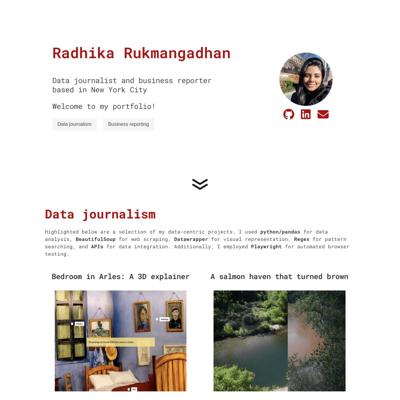 Radhika Rukmangadhan
Data journalist and business reporter
based in New York City
Welcome to my portfolio!
Data journalism
Business reporting
Data journalism
Highlighted below are a selection of my data-centric projects. I used python/pandas for data
analysis, BeautifulSoup for web scraping, Datawrapper for visual representation, Regex for pattern
searching, and APIs for data integration. Additionally, I employed Playwright for automated browser
testing.
Bedroom in Arles: A 3D explainer
A salmon haven that turned brown